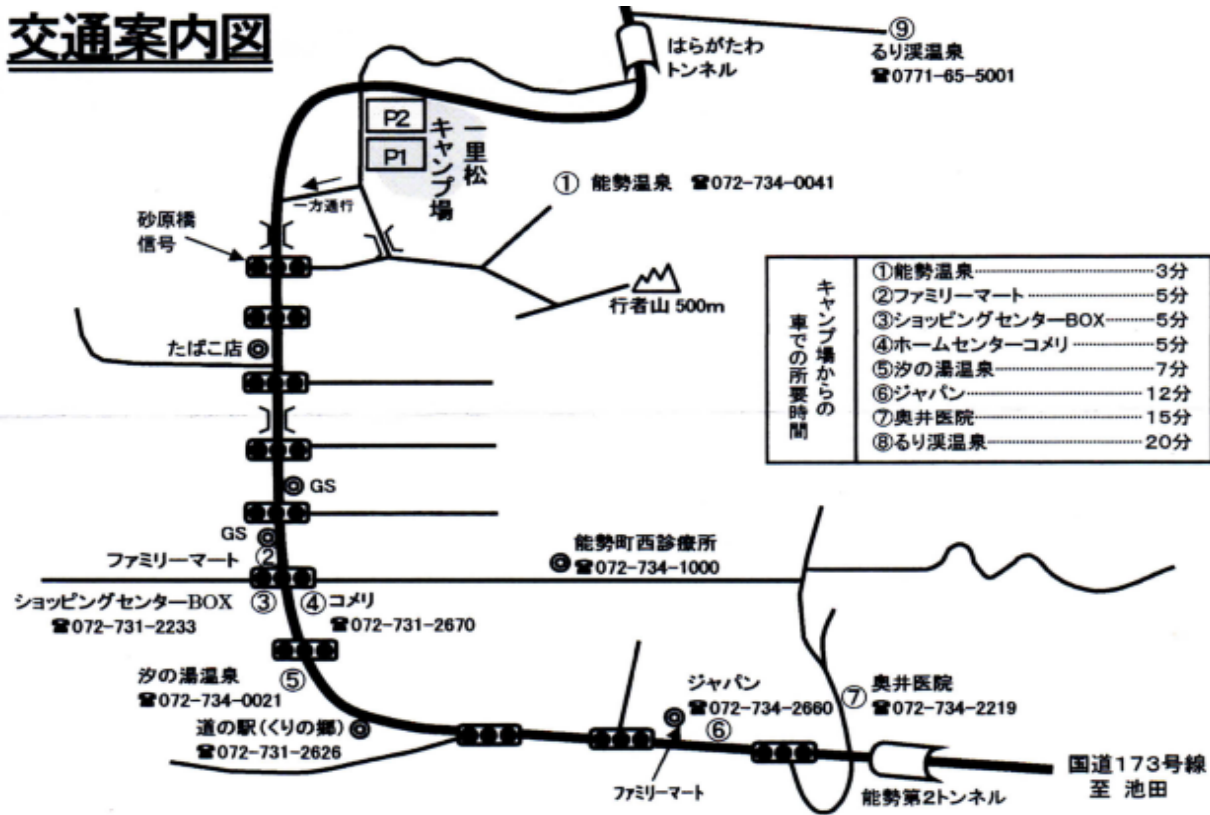 交通案内図
はらがたわ
トンネル
⑨
るり渓温泉
☎0771-65-5001
P2
P1
一里松
キャンプ場
① 能勢温泉 ☎072-734-0041
一方通行
砂原橋
信号
行者山 500m
たばこ店
キャンプ場からの
車での所要時間
①能勢温泉 3分
②ファミリーマート 5分
③ショッピングセンターBOX 5分
④ホームセンターコメリ 5分
⑤汐の湯温泉 7分
⑥ジャパン 12分
⑦奥井医院 15分
⑧るり渓温泉 20分
GS
GS
ファミリーマート ②
能勢町西診療所
☎072-734-1000
ショッピングセンターBOX ③
☎072-731-2233
④ コメリ
☎072-731-2670
汐の湯温泉 ⑤
☎072-734-0021
道の駅(くりの郷)
☎072-731-2626
ジャパン
☎072-734-2660
⑥
⑦ 奥井医院
☎072-734-2219
ファミリーマート
能勢第2トンネル
国道173号線
至 池田